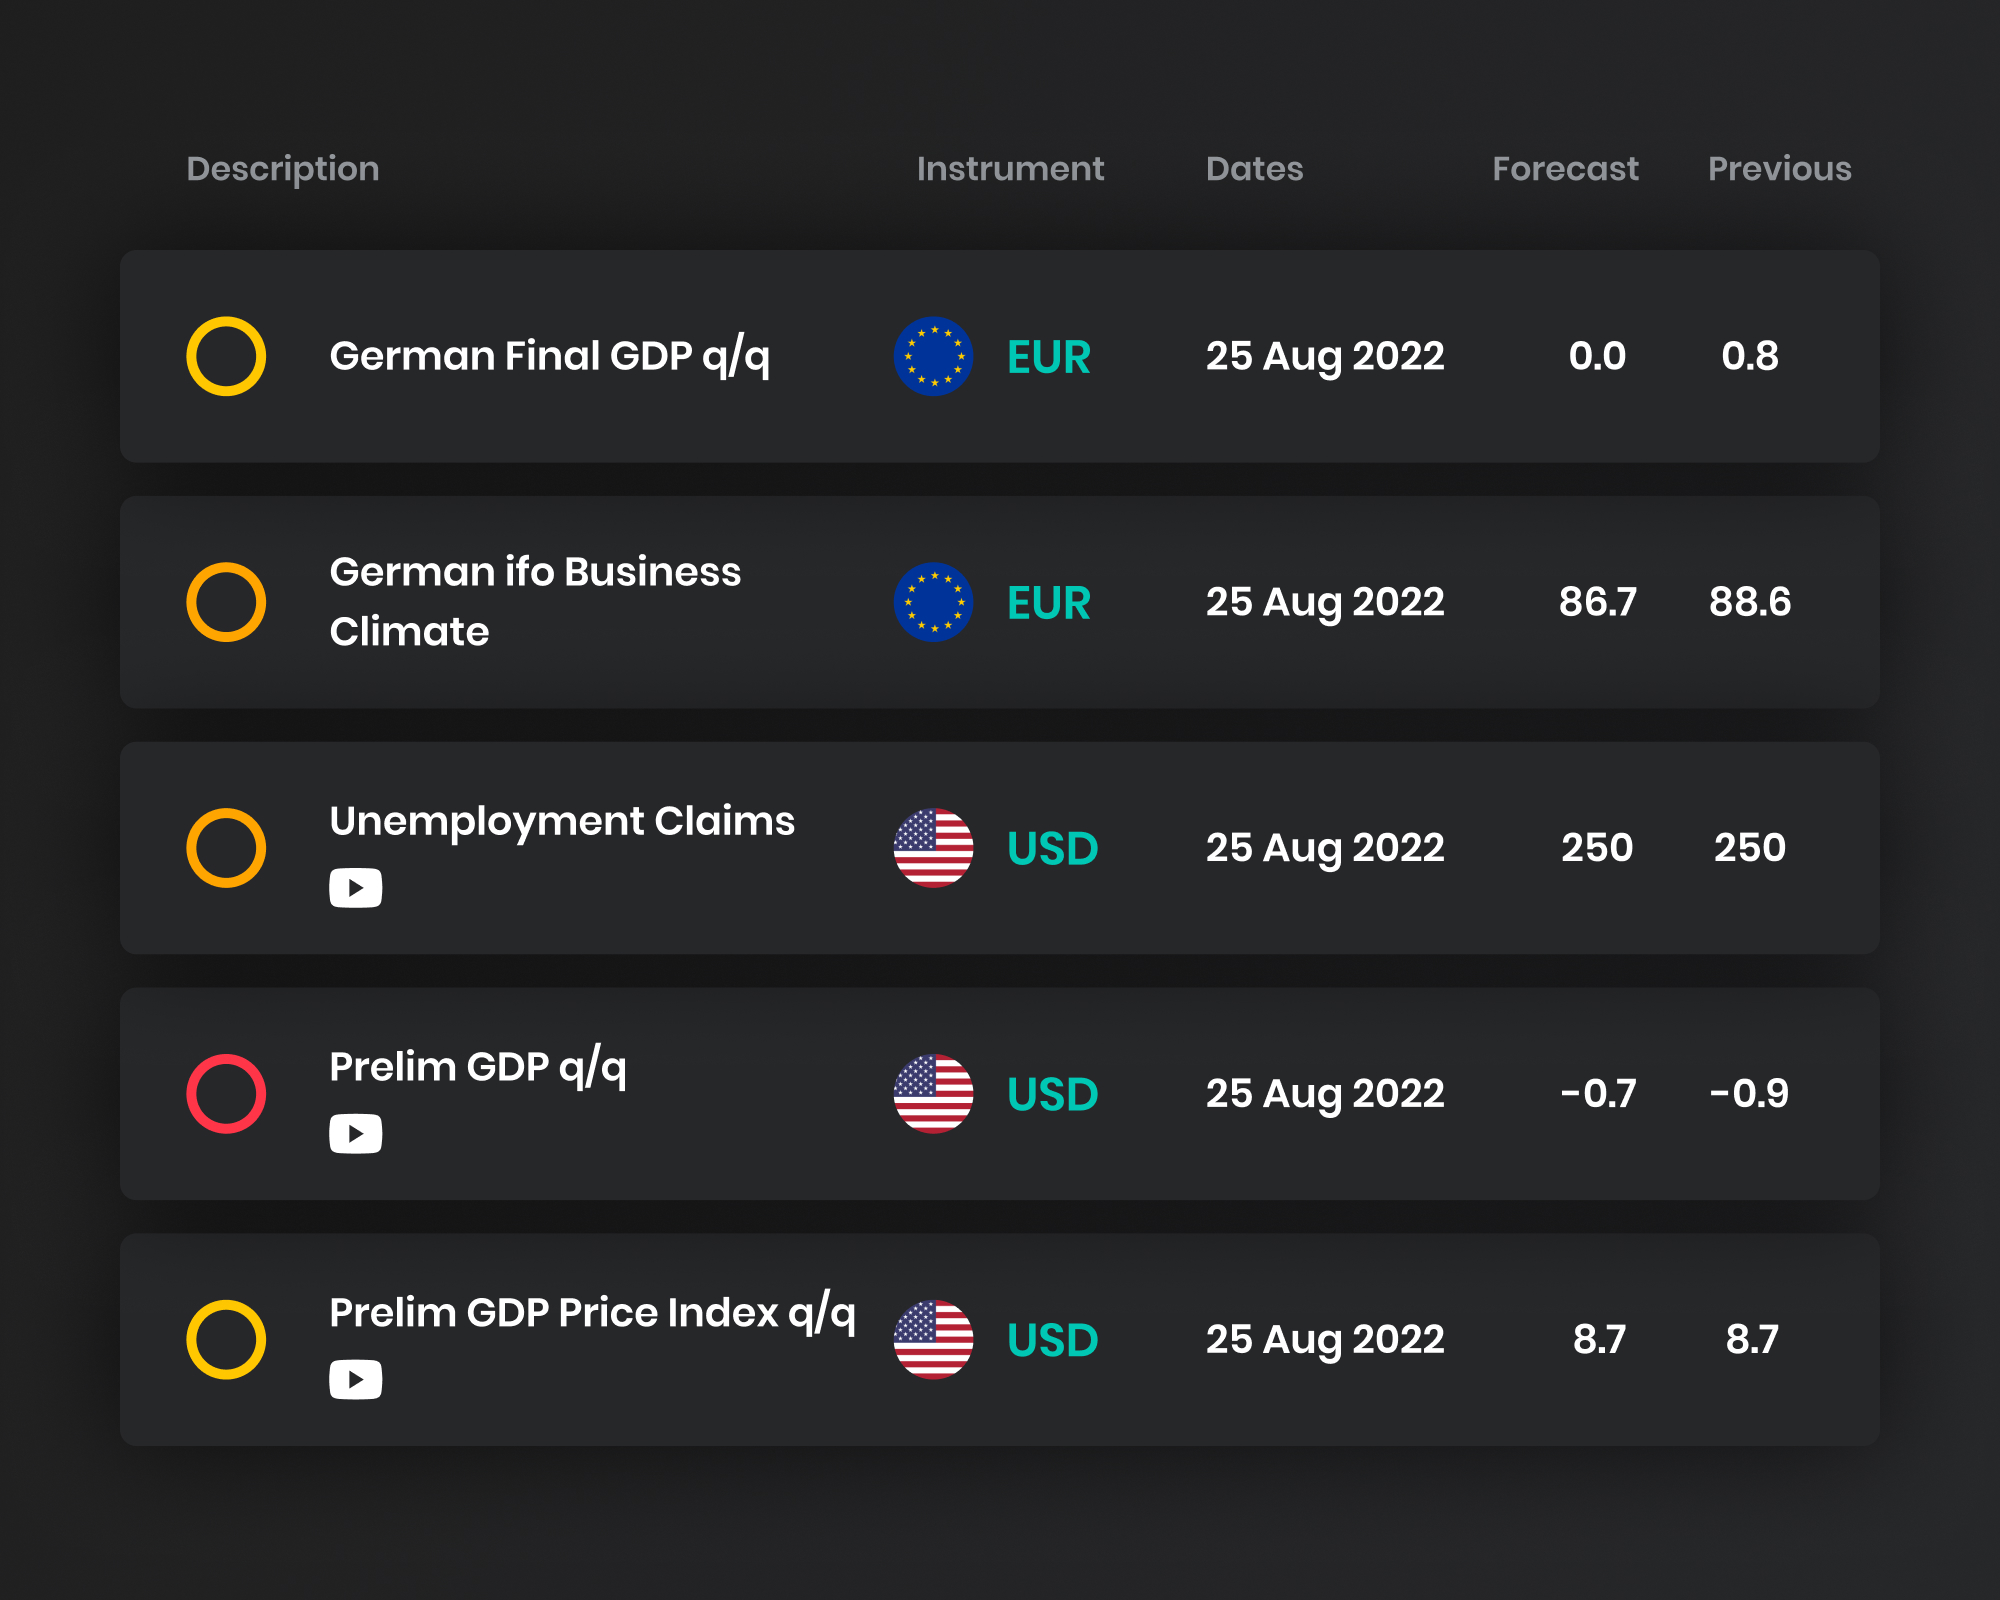 Description Instrument Dates Forecast Previous
German Final GDP q/q EUR 25 Aug 2022 0.0 0.8
German ifo Business
Climate EUR 25 Aug 2022 86.7 88.6
Unemployment Claims USD 25 Aug 2022 250 250
Prelim GDP q/q USD 25 Aug 2022 -0.7 -0.9
Prelim GDP Price Index q/q USD 25 Aug 2022 8.7 8.7